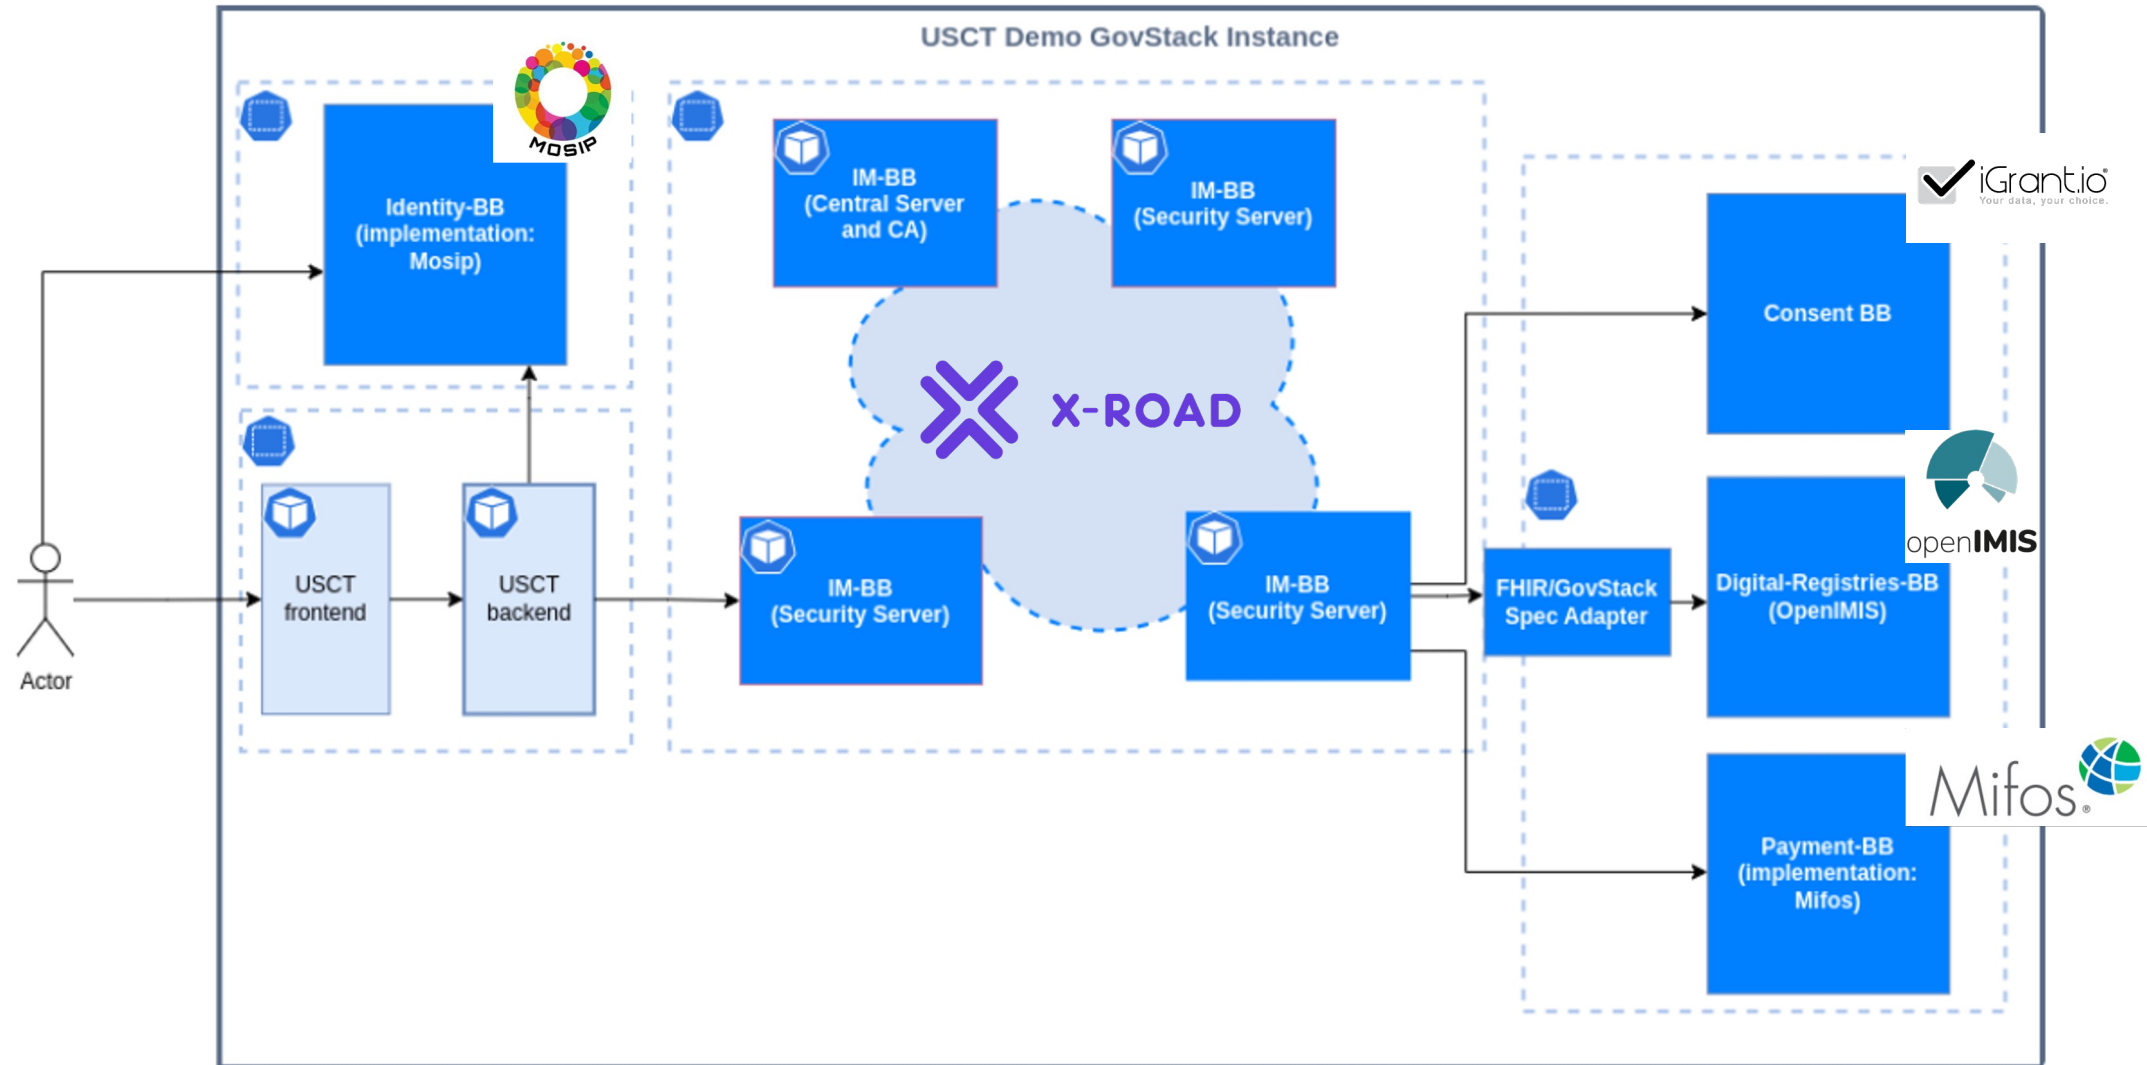 USCT Demo GovStack Instance
MOSIP
Identity-BB
(implementation:
Mosip)
IM-BB
(Central Server
and CA)
IM-BB
(Security Server)
iGrant.io®
Your data, your choice.
Consent BB
X-ROAD
USCT
frontend
USCT
backend
IM-BB
(Security Server)
IM-BB
(Security Server)
FHIR/GovStack
Spec Adapter
openIMIS
Digital-Registries-BB
(OpenIMIS)
Actor
Mifos®
Payment-BB
(implementation:
Mifos)